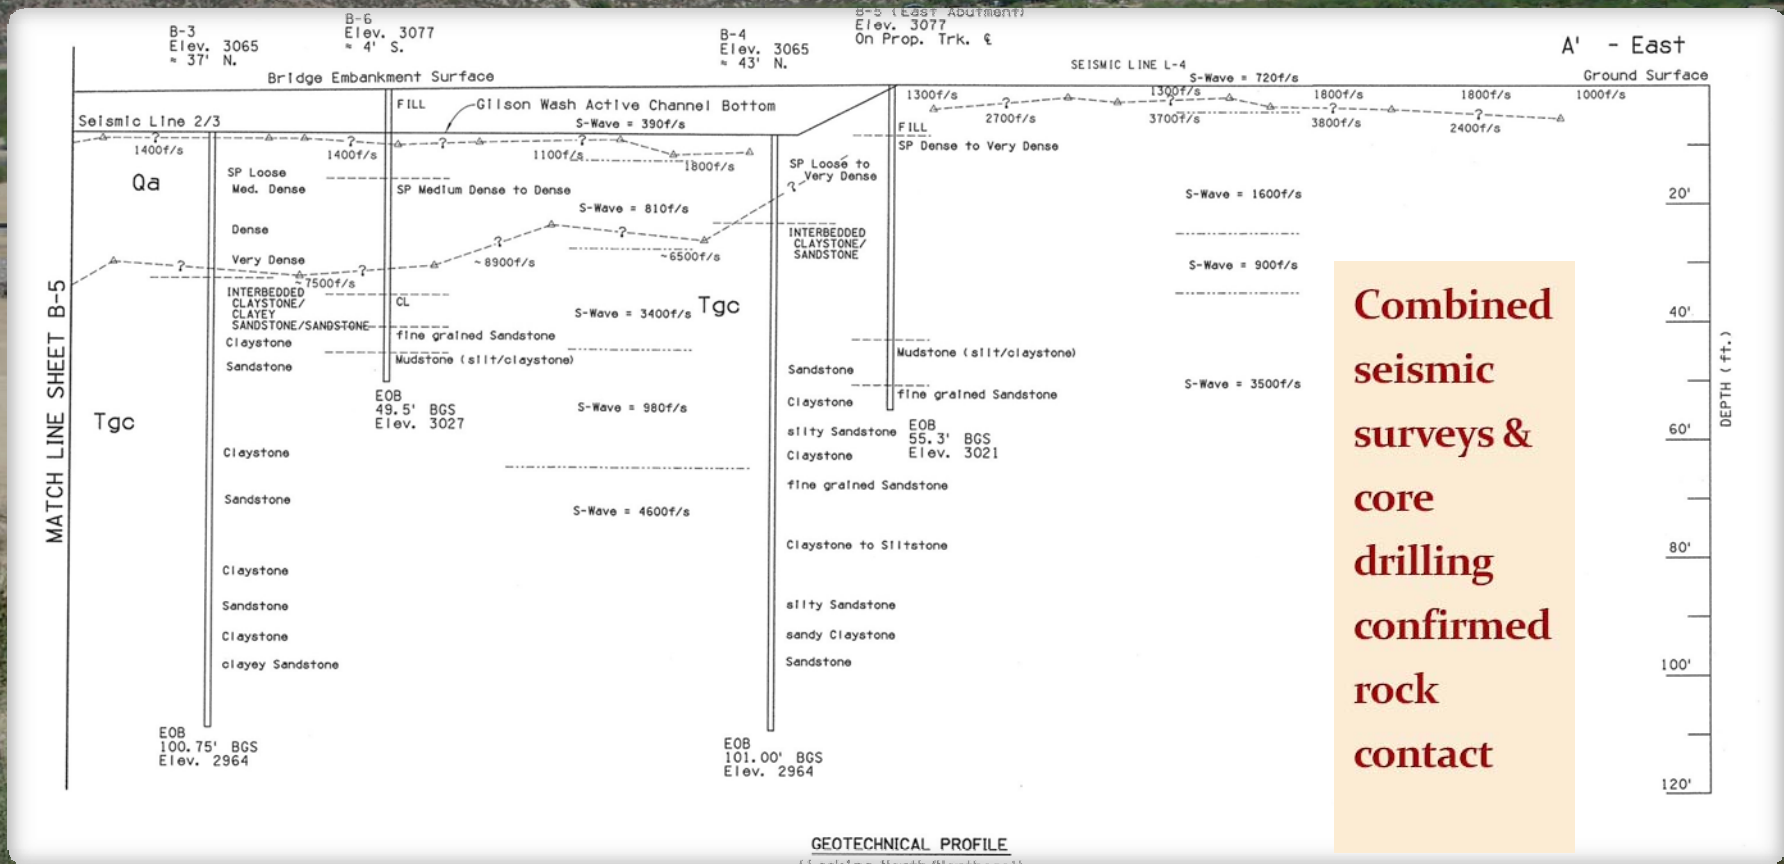 B-3
Elev. 3065
≈ 37' N.
B-6
Elev. 3077
≈ 4' S.
B-4
Elev. 3065
≈ 43' N.
B-5 (East Abutment)
Elev. 3077
On Prop. Trk. ℄
A' - East
SEISMIC LINE L-4
S-Wave = 720f/s
Ground Surface
Bridge Embankment Surface
1300f/s
1300f/s
1800f/s
1800f/s
1000f/s
FILL
Gilson Wash Active Channel Bottom
2700f/s
3700f/s
3800f/s
2400f/s
Seismic Line 2/3
S-Wave = 390f/s
FILL
SP Dense to Very Dense
1400f/s
1400f/s
1100f/s
1800f/s
Qa
SP Loose
Med. Dense
SP Medium Dense to Dense
SP Loose to
Very Dense
S-Wave = 810f/s
S-Wave = 1600f/s
20'
Dense
INTERBEDDED
CLAYSTONE/
SANDSTONE
Very Dense
~8900f/s
~6500f/s
S-Wave = 900f/s
~7500f/s
INTERBEDDED
CLAYSTONE/
CLAYEY
SANDSTONE/SANDSTONE
CL
S-Wave = 3400f/s
Tgc
40'
Claystone
fine grained Sandstone
Sandstone
Mudstone (silt/claystone)
Mudstone (silt/claystone)
Sandstone
S-Wave = 3500f/s
EOB
49.5' BGS
Elev. 3027
S-Wave = 980f/s
Claystone
fine grained Sandstone
Tgc
silty Sandstone
EOB
55.3' BGS
Elev. 3021
60'
Claystone
Claystone
fine grained Sandstone
Sandstone
S-Wave = 4600f/s
Claystone to Siltstone
80'
Claystone
Sandstone
silty Sandstone
Claystone
sandy Claystone
clayey Sandstone
Sandstone
100'
EOB
100.75' BGS
Elev. 2964
EOB
101.00' BGS
Elev. 2964
120'
MATCH LINE SHEET B-5
DEPTH (ft.)
Combined
seismic
surveys &
core
drilling
confirmed
rock
contact
GEOTECHNICAL PROFILE